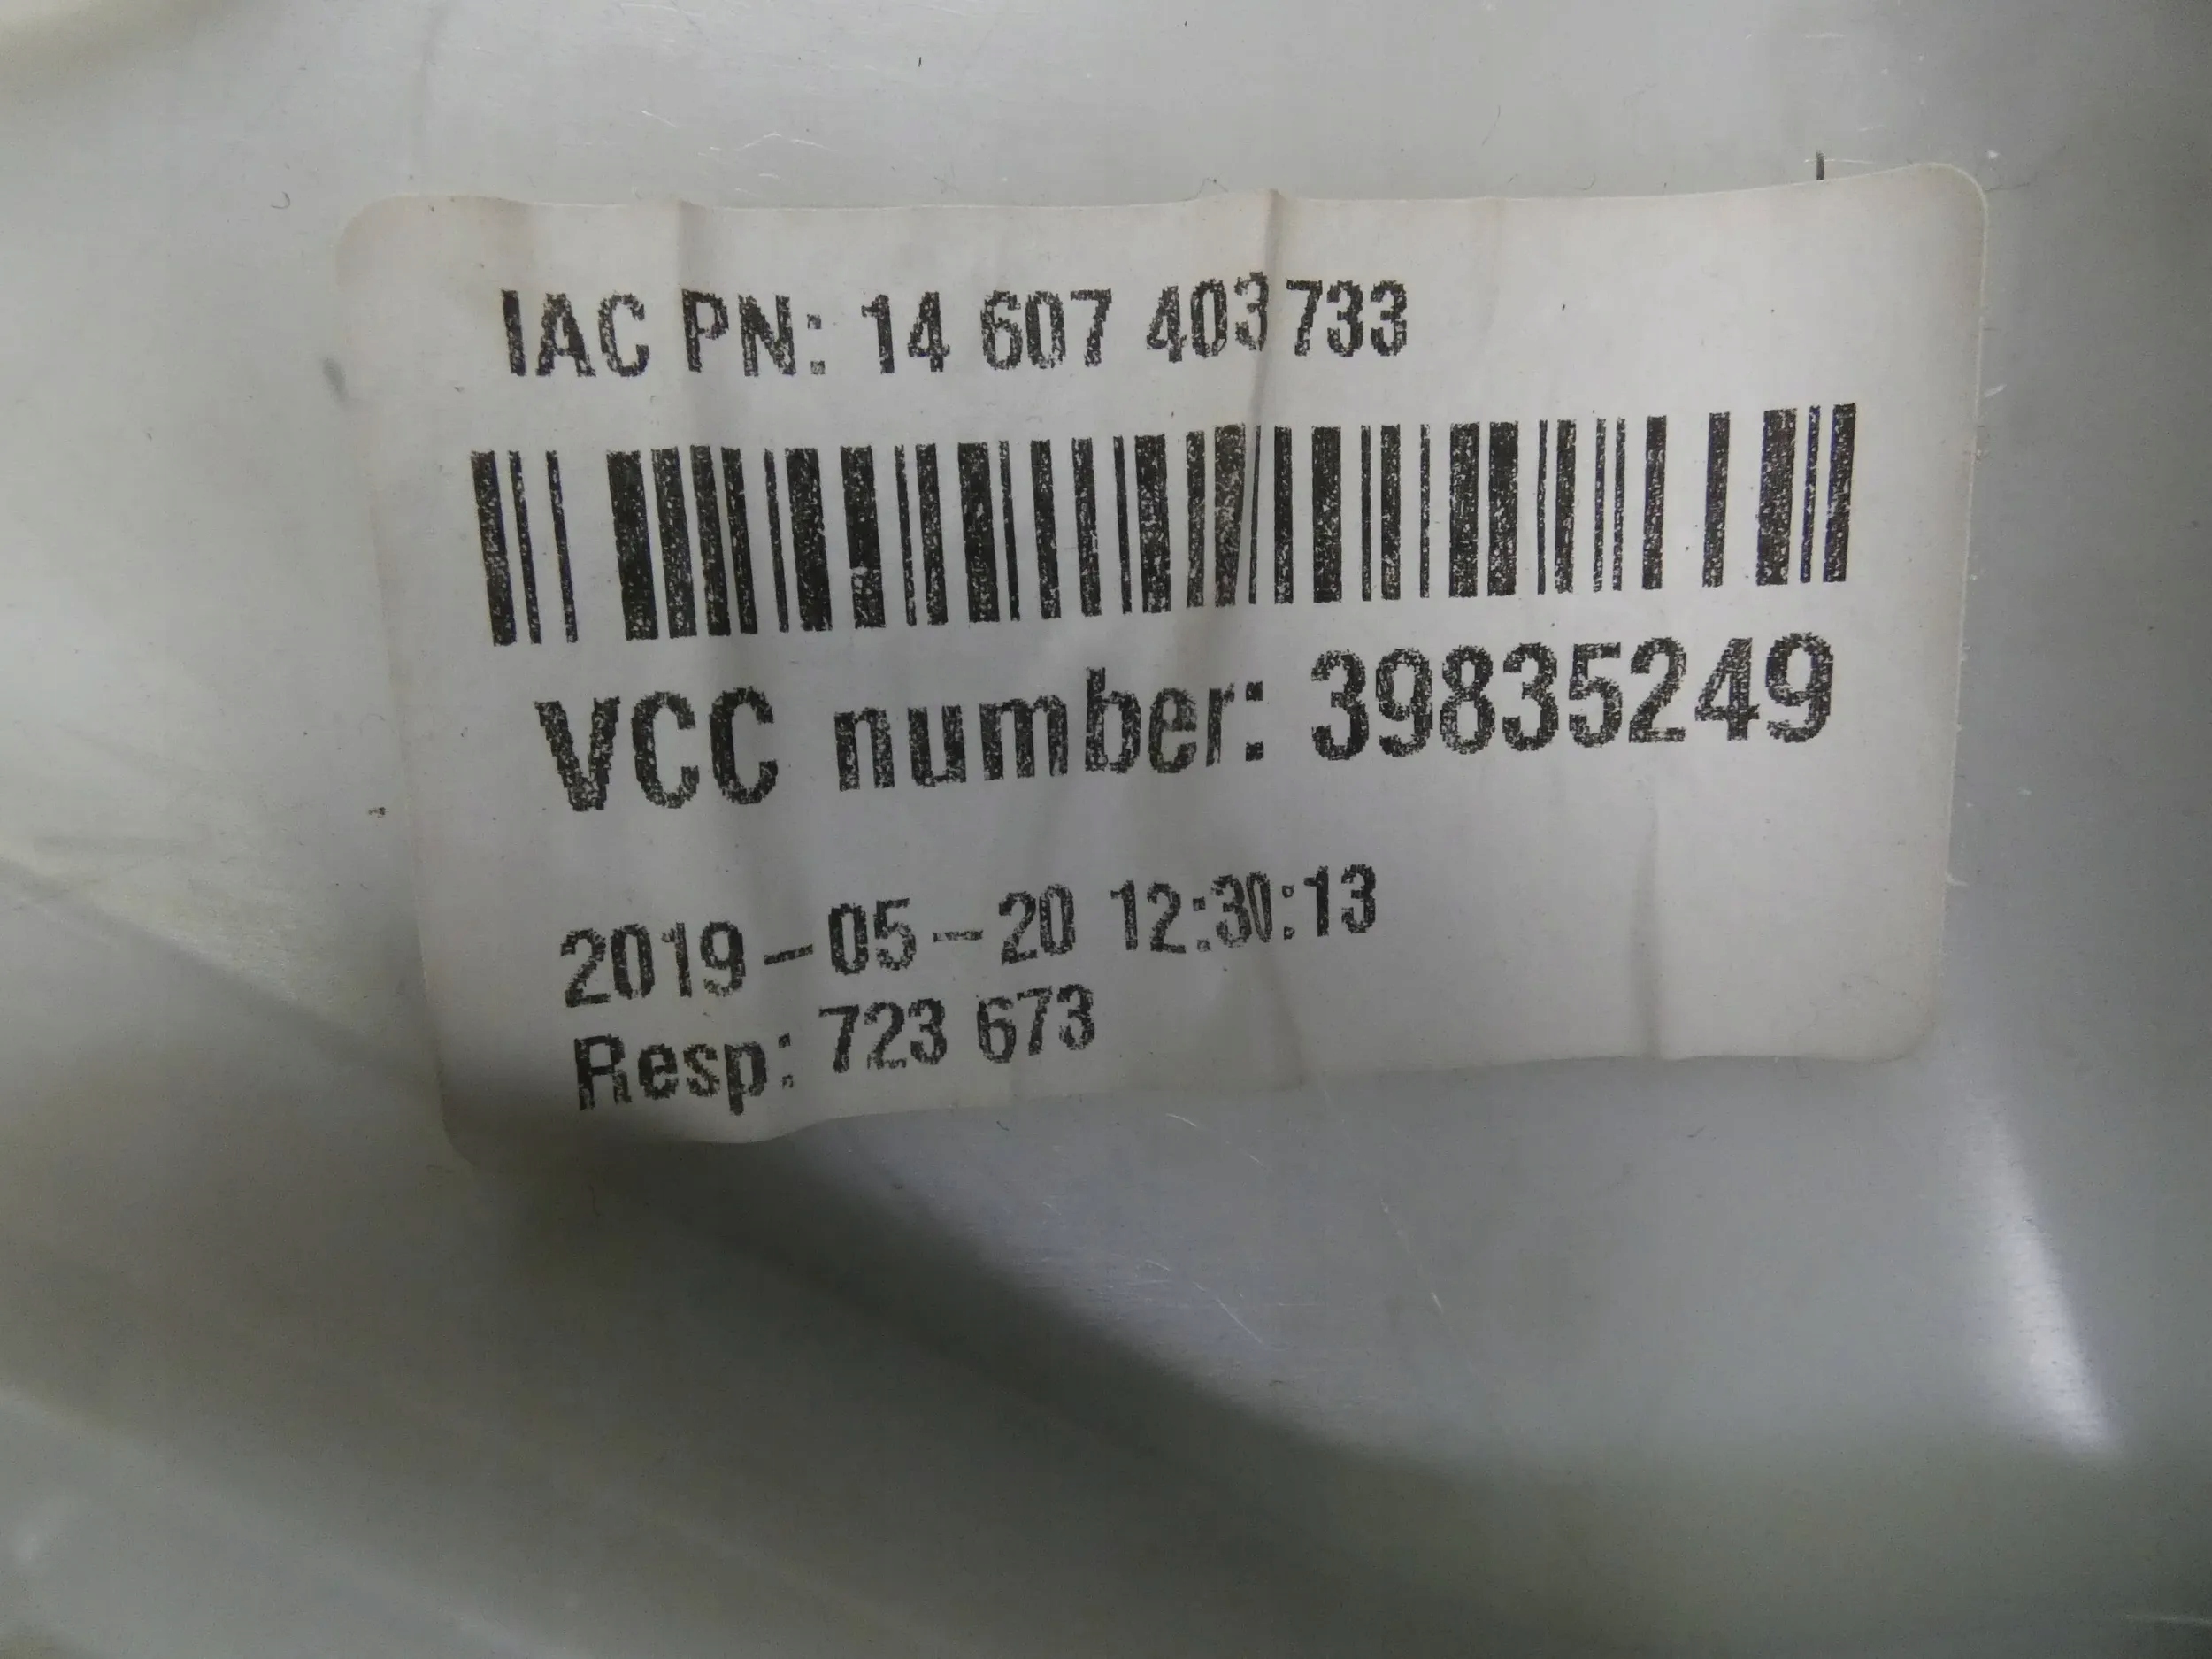 IAC PN: 14 607 403 733
VCC number: 39835249
2019-05-20 12:30:13
Resp: 723 673